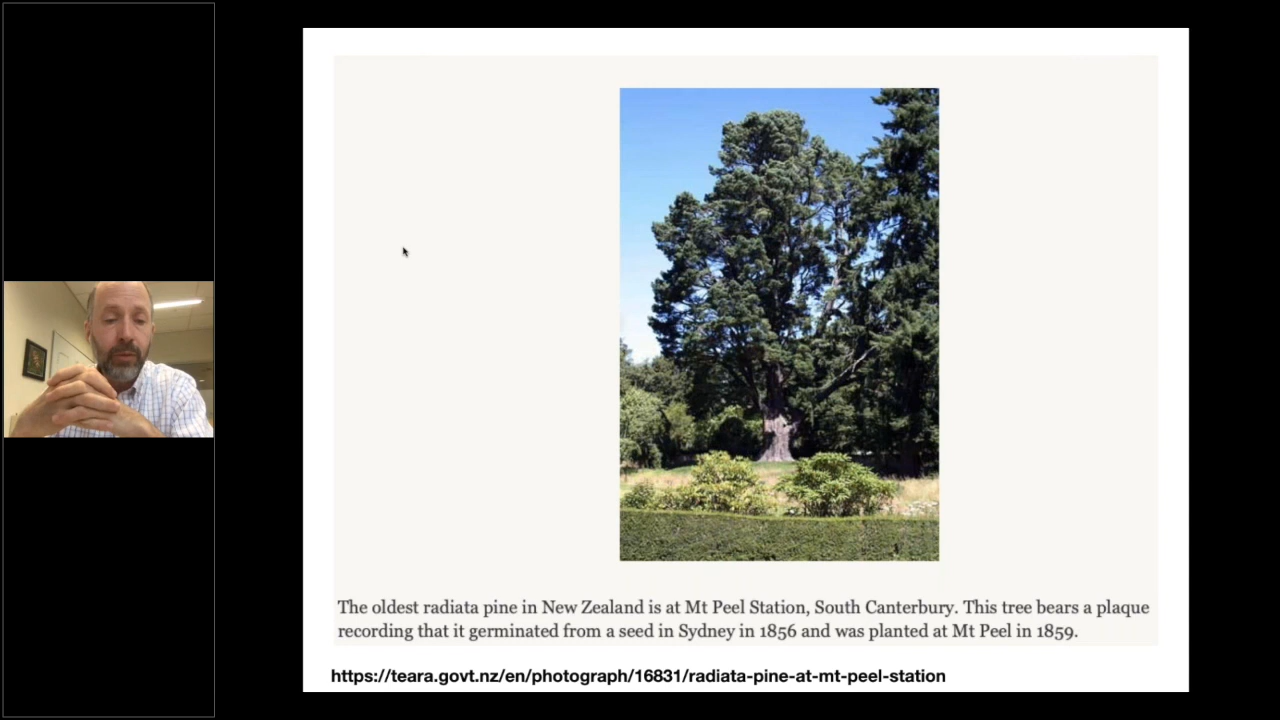 The oldest radiata pine in New Zealand is at Mt Peel Station, South Canterbury. This tree bears a plaque
recording that it germinated from a seed in Sydney in 1856 and was planted at Mt Peel in 1859.
https://teara.govt.nz/en/photograph/16831/radiata-pine-at-mt-peel-station